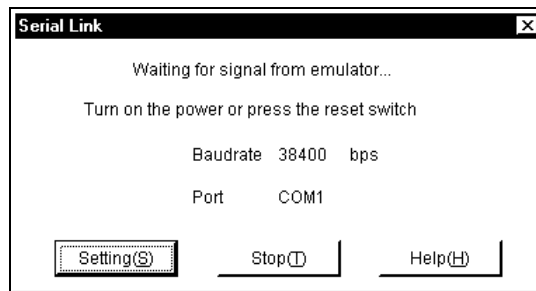 Serial Link
Waiting for signal from emulator...
Turn on the power or press the reset switch
Baudrate 38400 bps
Port COM1
Setting(S) Stop(T) Help(H)